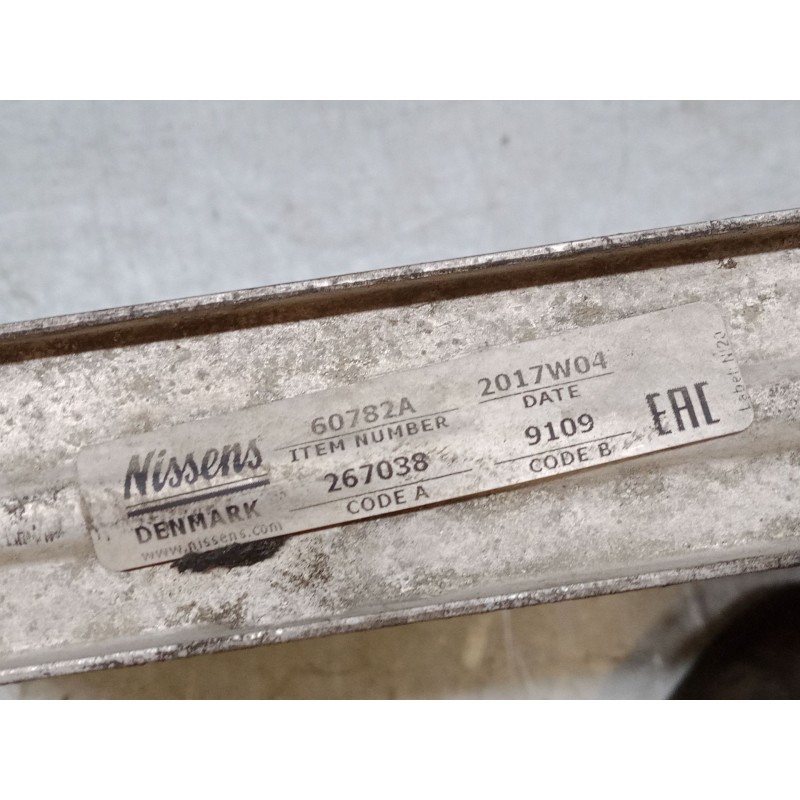 Nissens
DENMARK
www.nissens.com
60782A
ITEM NUMBER
267038
CODE A
2017W04
DATE
9109
CODE B
EAC